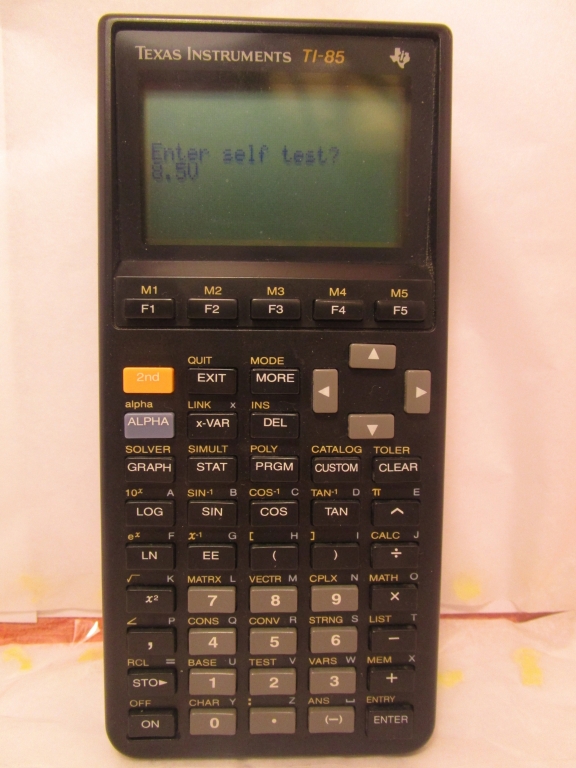 TEXAS INSTRUMENTS TI-85
Enter self test?
8.5U
M1 M2 M3 M4 M5
F1 F2 F3 F4 F5
QUIT MODE
2nd EXIT MORE
alpha LINK x INS
ALPHA x-VAR DEL
SOLVER SIMULT POLY CATALOG TOLER
GRAPH STAT PRGM CUSTOM CLEAR
10ˣ A SIN⁻¹ B COS⁻¹ C TAN⁻¹ D π E
LOG SIN COS TAN ^
eˣ F x⁻¹ G [ H ] I CALC J
LN EE ( ) ÷
√ K MATRX L VECTR M CPLX N MATH O
x² 7 8 9 ×
∠ P CONS Q CONV R STRNG S LIST T
, 4 5 6 −
RCL = BASE U TEST V VARS W MEM X
STO► 1 2 3 +
OFF CHAR Y : Z ANS ␣ ENTRY
ON 0 . (−) ENTER